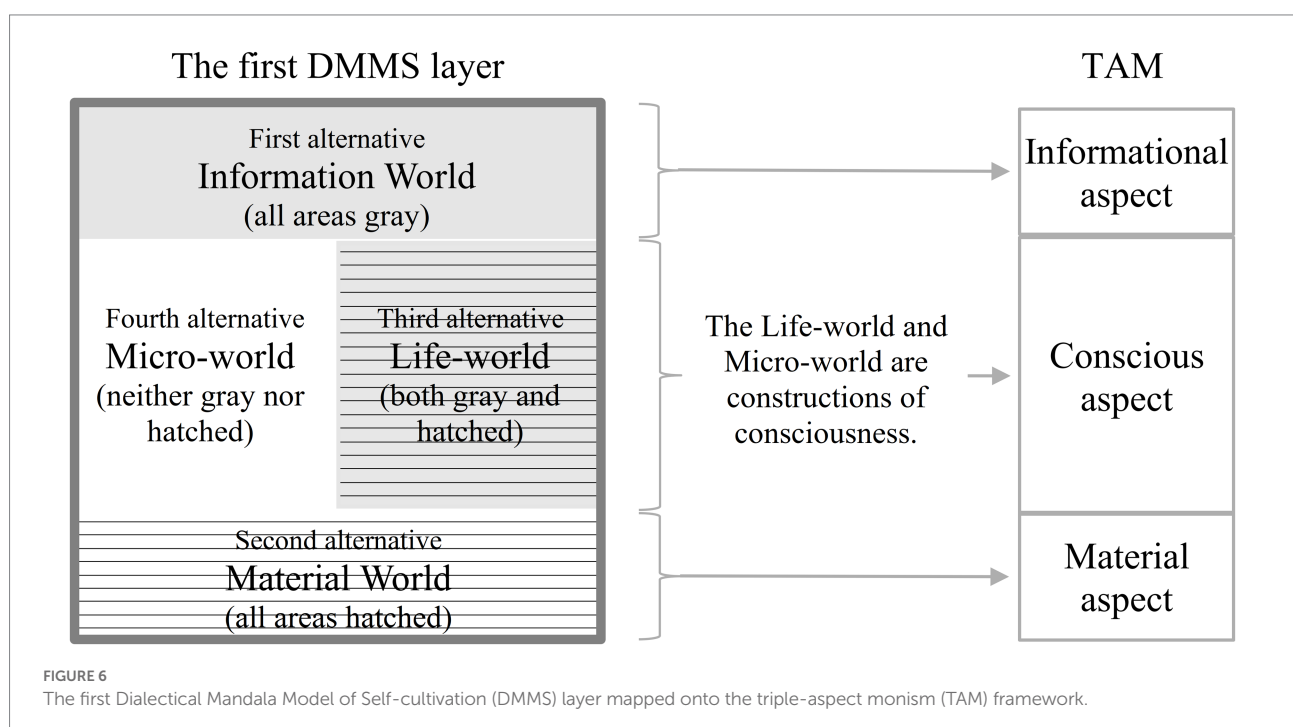 The first DMMS layer
TAM
First alternative
Information World
(all areas gray)
Informational
aspect
Fourth alternative
Micro-world
(neither gray nor
hatched)
Third alternative
Life-world
(both gray and
hatched)
The Life-world and
Micro-world are
constructions of
consciousness.
Conscious
aspect
Second alternative
Material World
(all areas hatched)
Material
aspect
FIGURE 6
The first Dialectical Mandala Model of Self-cultivation (DMMS) layer mapped onto the triple-aspect monism (TAM) framework.